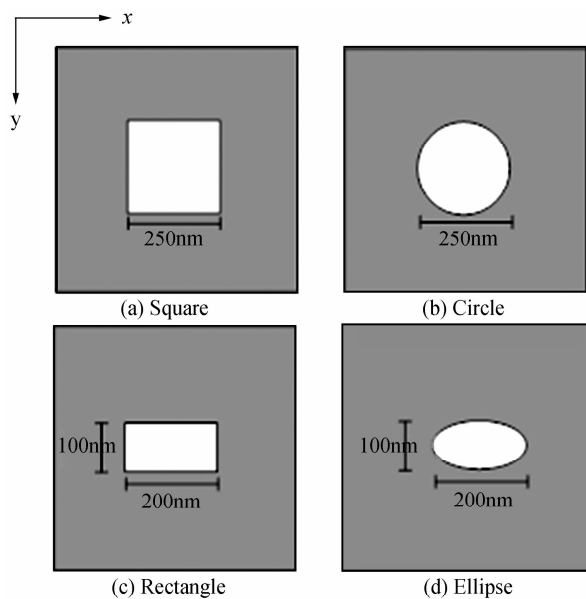 x
y
250nm
250nm
(a) Square
(b) Circle
100nm
200nm
100nm
200nm
(c) Rectangle
(d) Ellipse